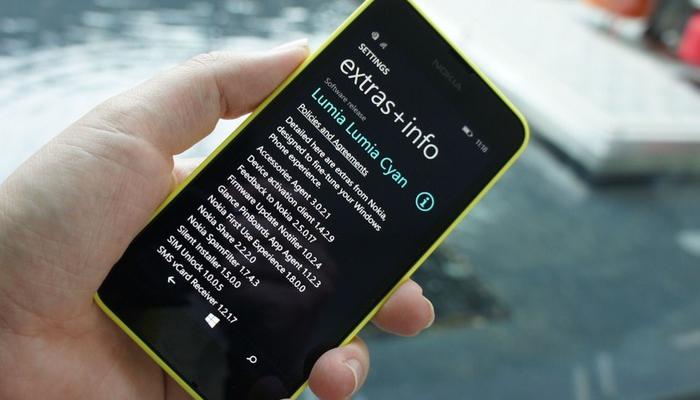 NOKIA
11:18
SETTINGS
extras+info
Software release
Lumia Lumia Cyan
Policies and Agreements
Detailed here are extras from Nokia,
designed to fine-tune your Windows
Phone experience.
Accessories Agent 3.0.2.1
Device activation client 1.4.2.9
Feedback to Nokia 2.5.0.17
Firmware Update Notifier 1.0.2.4
Glance PinBoards App Agent 1.1.2.3
Nokia First Use Experience 1.8.0.0
Nokia Share 2.2.2.0
Nokia SpamFilter 1.7.4.3
Silent Installer 1.5.0.0
SIM Unlock 1.0.0.5
SMS vCard Receiver 1.2.1.7